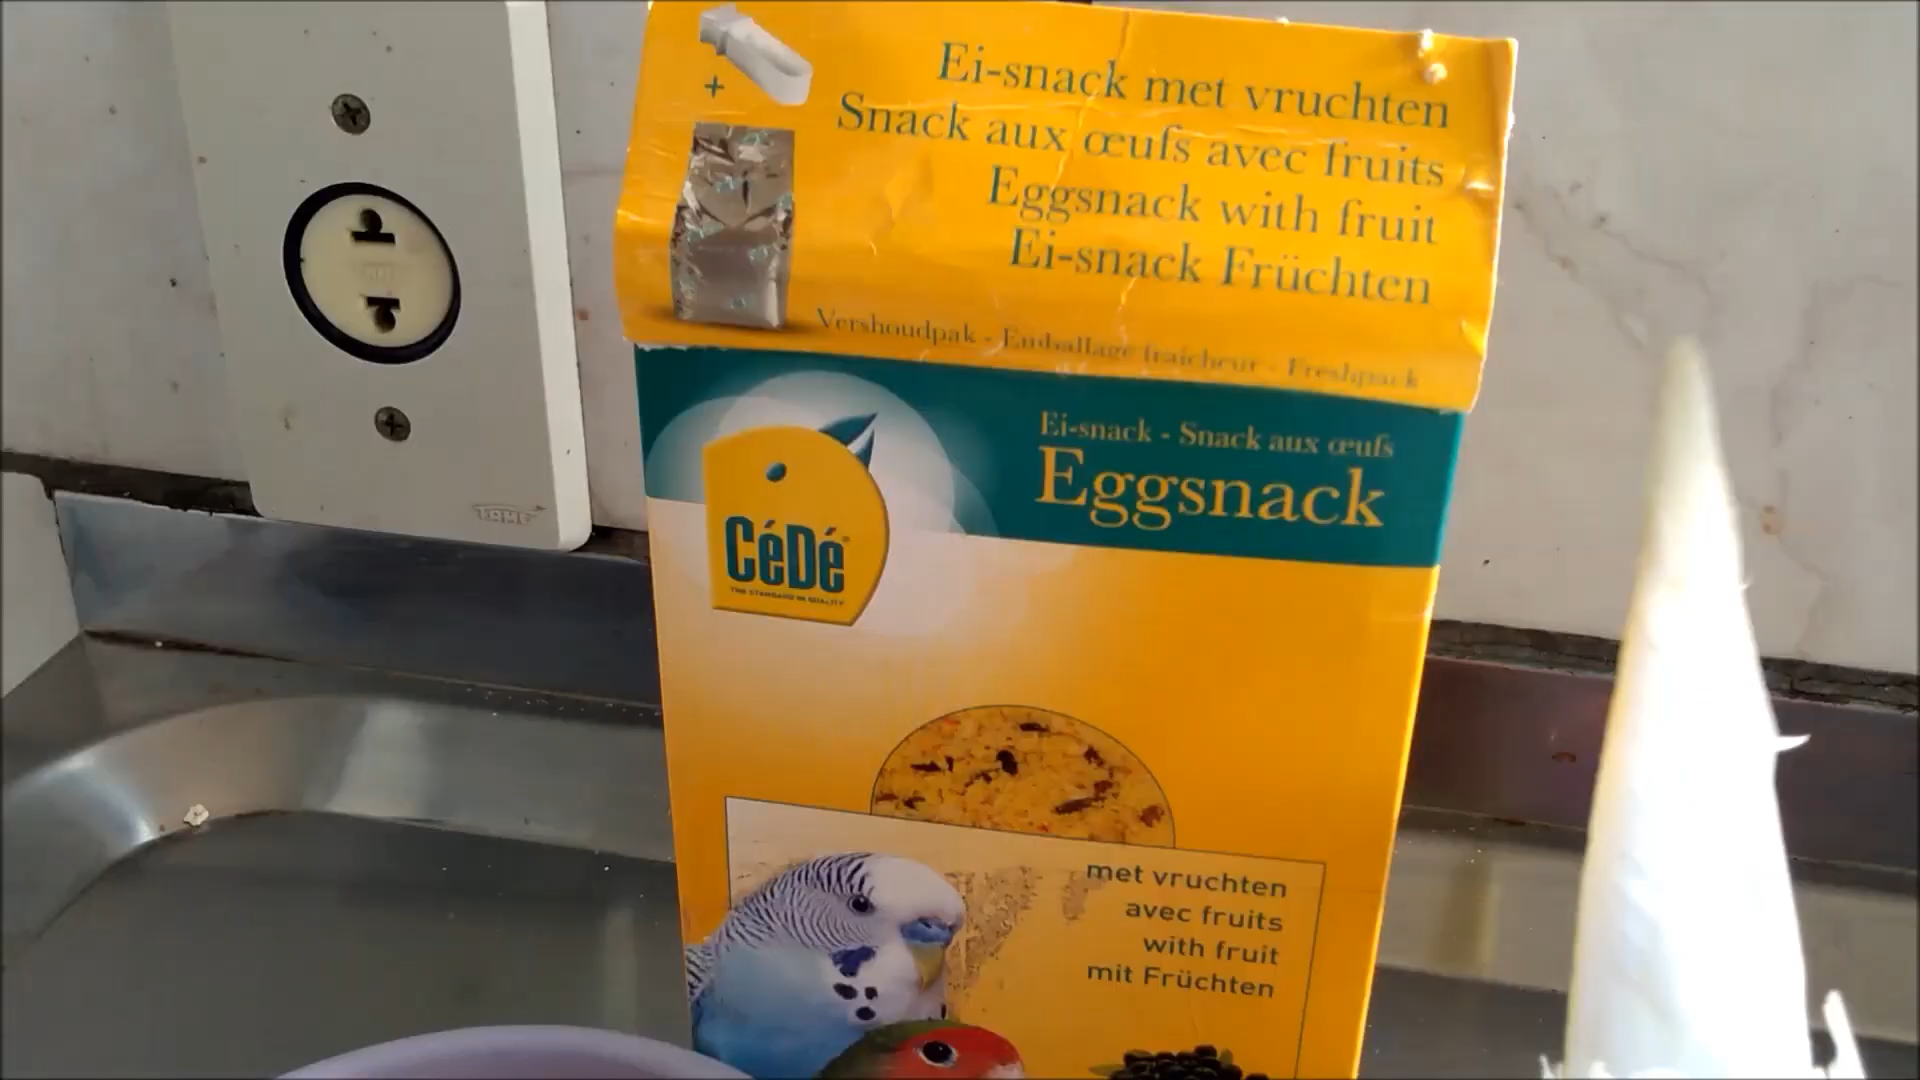 Ei-snack met vruchten
Snack aux œufs avec fruits
Eggsnack with fruit
Ei-snack Früchten
Vershoudpak - Emballage fraîcheur - Freshpack
Ei-snack - Snack aux œufs
Eggsnack
CéDé
THE STANDARD IN QUALITY
met vruchten
avec fruits
with fruit
mit Früchten